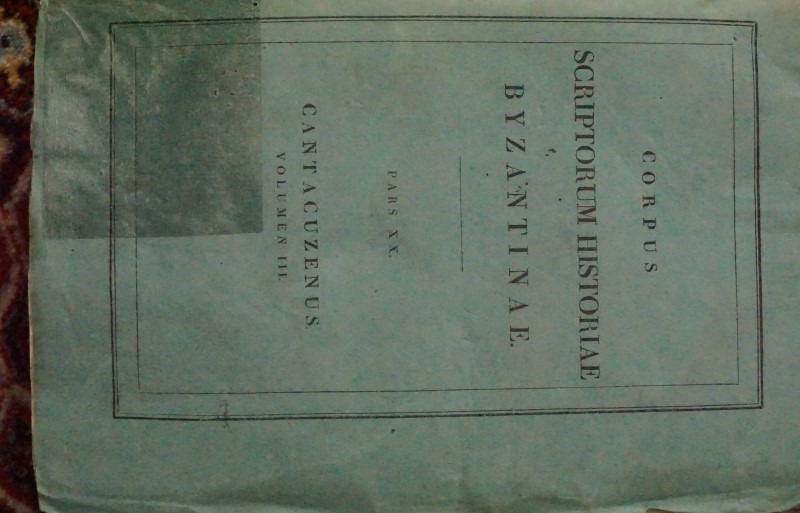 CORPUS
SCRIPTORUM HISTORIAE
BYZANTINAE.
PARS XX.
CANTACUZENUS.
VOLUMEN III.